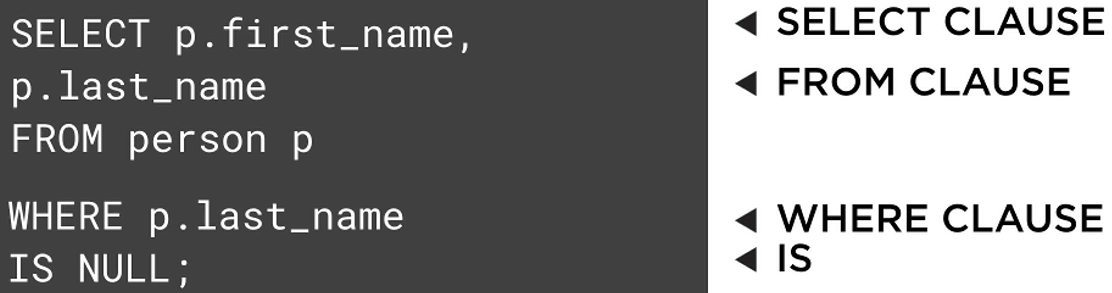 SELECT p.first_name,
p.last_name
FROM person p
WHERE p.last_name
IS NULL;
◄ SELECT CLAUSE
◄ FROM CLAUSE
◄ WHERE CLAUSE
◄ IS